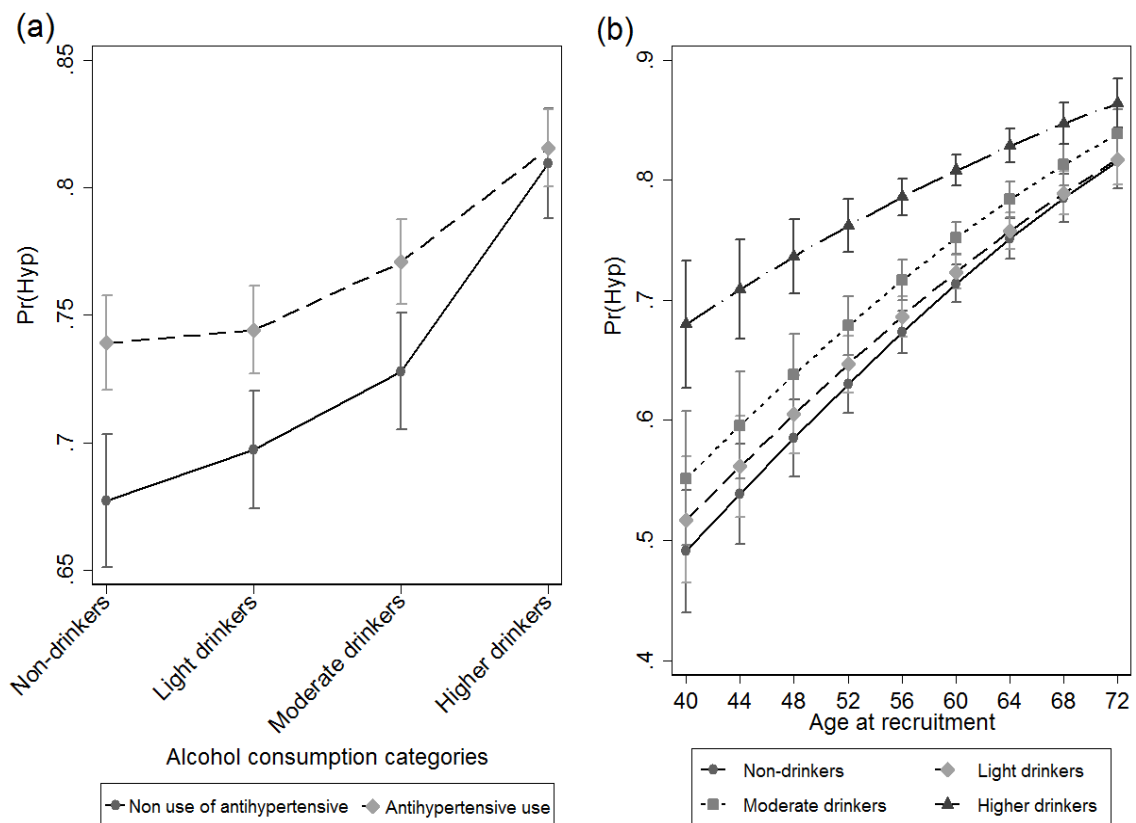 (a)
.85
.8
.75
.7
.65
Pr(Hyp)
Non-drinkers
Light drinkers
Moderate drinkers
Higher drinkers
Alcohol consumption categories
Non use of antihypertensive
Antihypertensive use
(b)
.9
.8
.7
.6
.5
.4
Pr(Hyp)
40 44 48 52 56 60 64 68 72
Age at recruitment
Non-drinkers
Light drinkers
Moderate drinkers
Higher drinkers